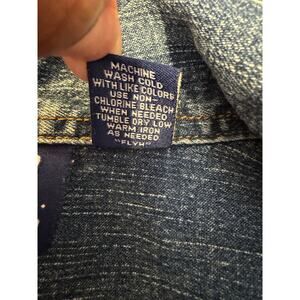 MACHINE
WASH COLD
WITH LIKE COLORS
USE NON-
CHLORINE BLEACH
WHEN NEEDED
TUMBLE DRY LOW
WARM IRON
AS NEEDED
"FLYH"